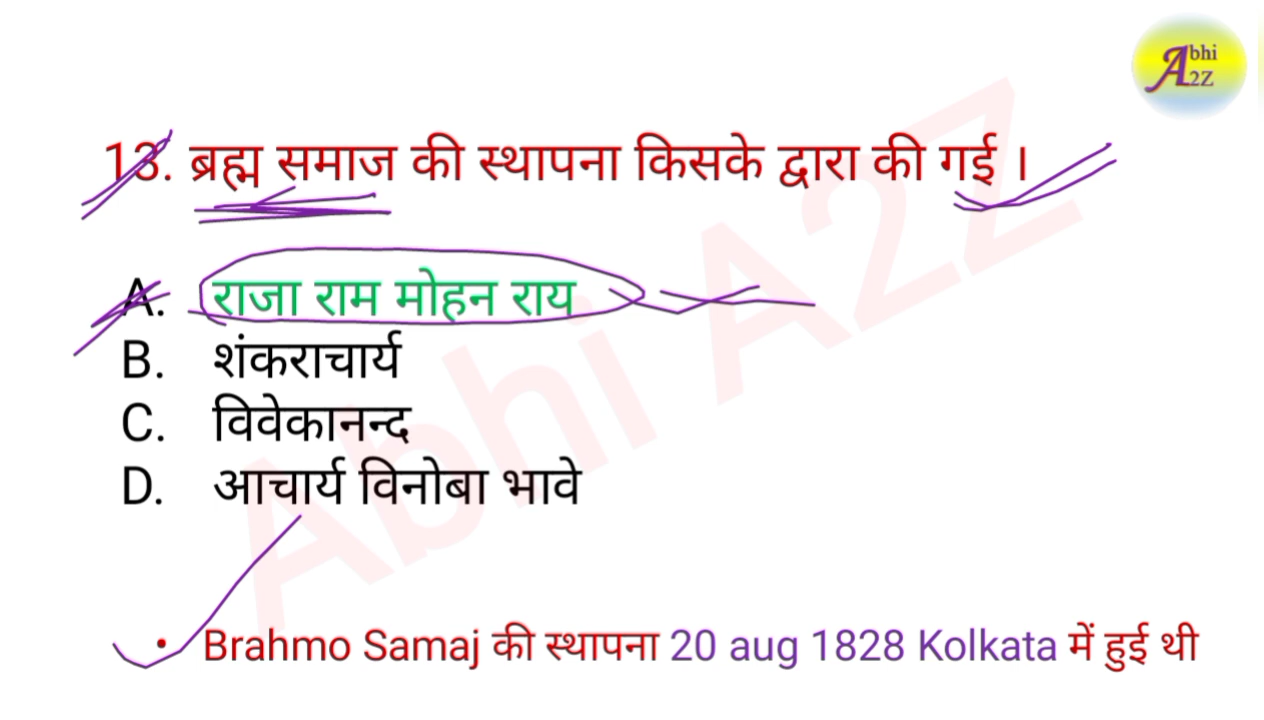 Abhi
A2Z
13. ब्रह्म समाज की स्थापना किसके द्वारा की गई ।
A. राजा राम मोहन राय
B. शंकराचार्य
C. विवेकानन्द
D. आचार्य विनोबा भावे
Abhi A2Z
• Brahmo Samaj की स्थापना 20 aug 1828 Kolkata में हुई थी